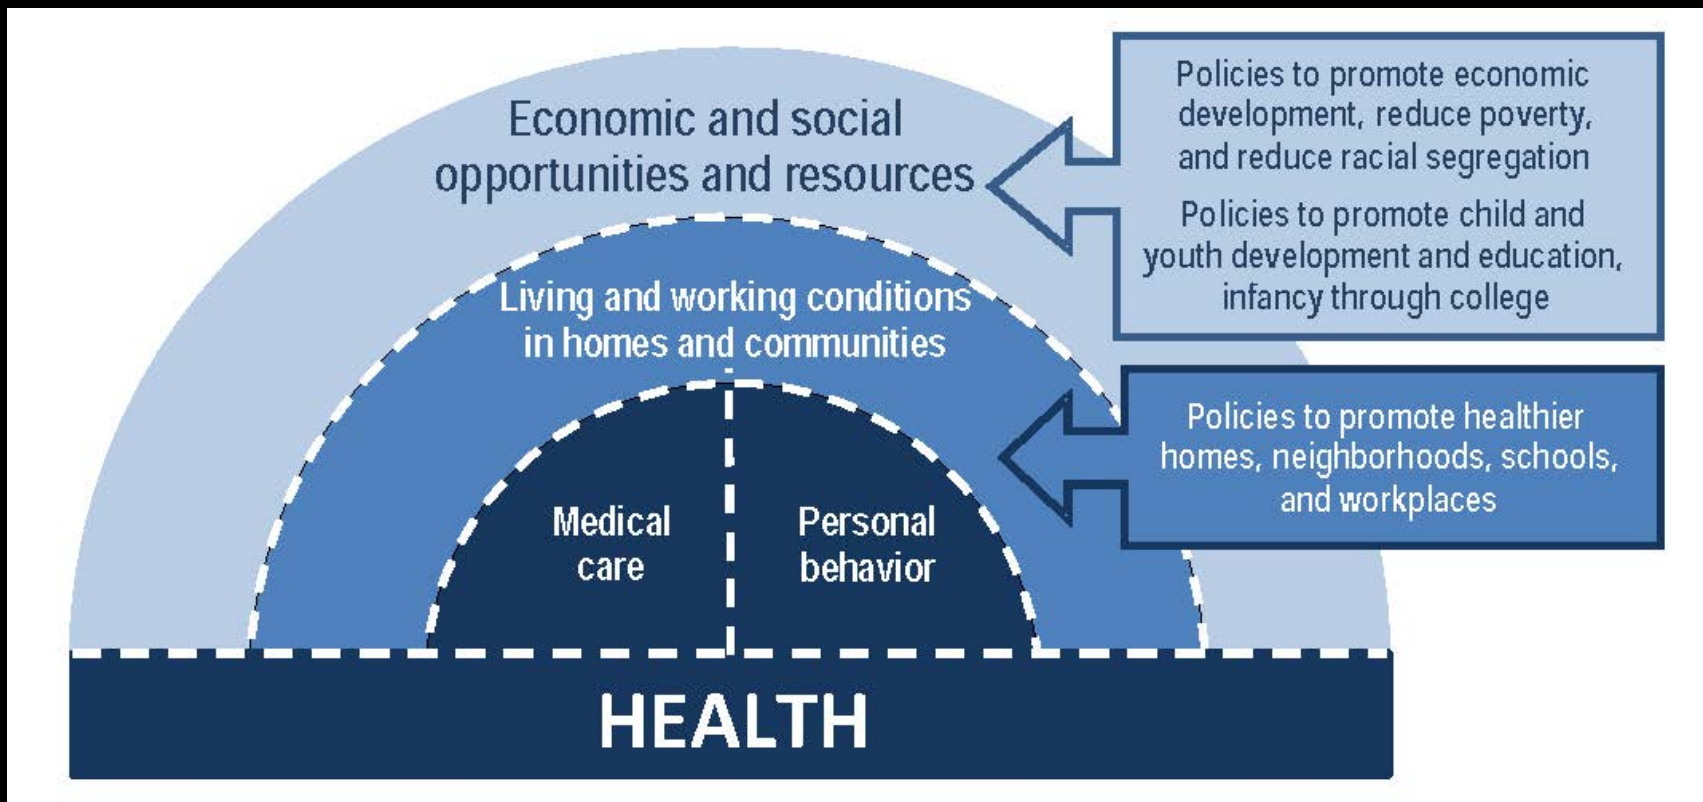 Economic and social
opportunities and resources
Policies to promote economic
development, reduce poverty,
and reduce racial segregation
Policies to promote child and
youth development and education,
infancy through college
Living and working conditions
in homes and communities
Policies to promote healthier
homes, neighborhoods, schools,
and workplaces
Medical
care
Personal
behavior
HEALTH